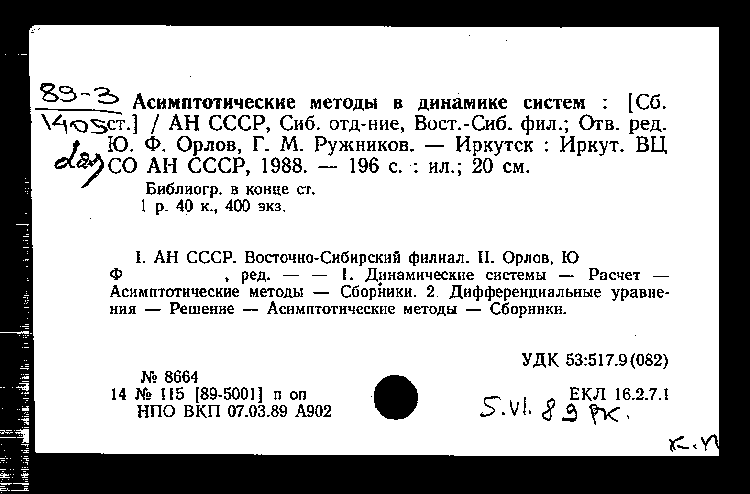 89-3
Асимптотические методы в динамике систем : [Сб.
ст.] / АН СССР, Сиб. отд-ние, Вост.-Сиб. фил.; Отв. ред.
Ю. Ф. Орлов, Г. М. Ружников. — Иркутск : Иркут. ВЦ
СО АН СССР, 1988. — 196 с. : ил.; 20 см.
Библиогр. в конце ст.
1 р. 40 к., 400 экз.
I. АН СССР. Восточно-Сибирский филиал. II. Орлов, Ю
Ф , ред. — — 1. Динамические системы — Расчет —
Асимптотические методы — Сборники. 2. Дифференциальные уравне-
ния — Решение — Асимптотические методы — Сборники.
УДК 53:517.9(082)
№ 8664
14 № 115 [89-5001] п оп
ЕКЛ 16.2.7.1
НПО ВКП 07.03.89 А902
5.VI.89